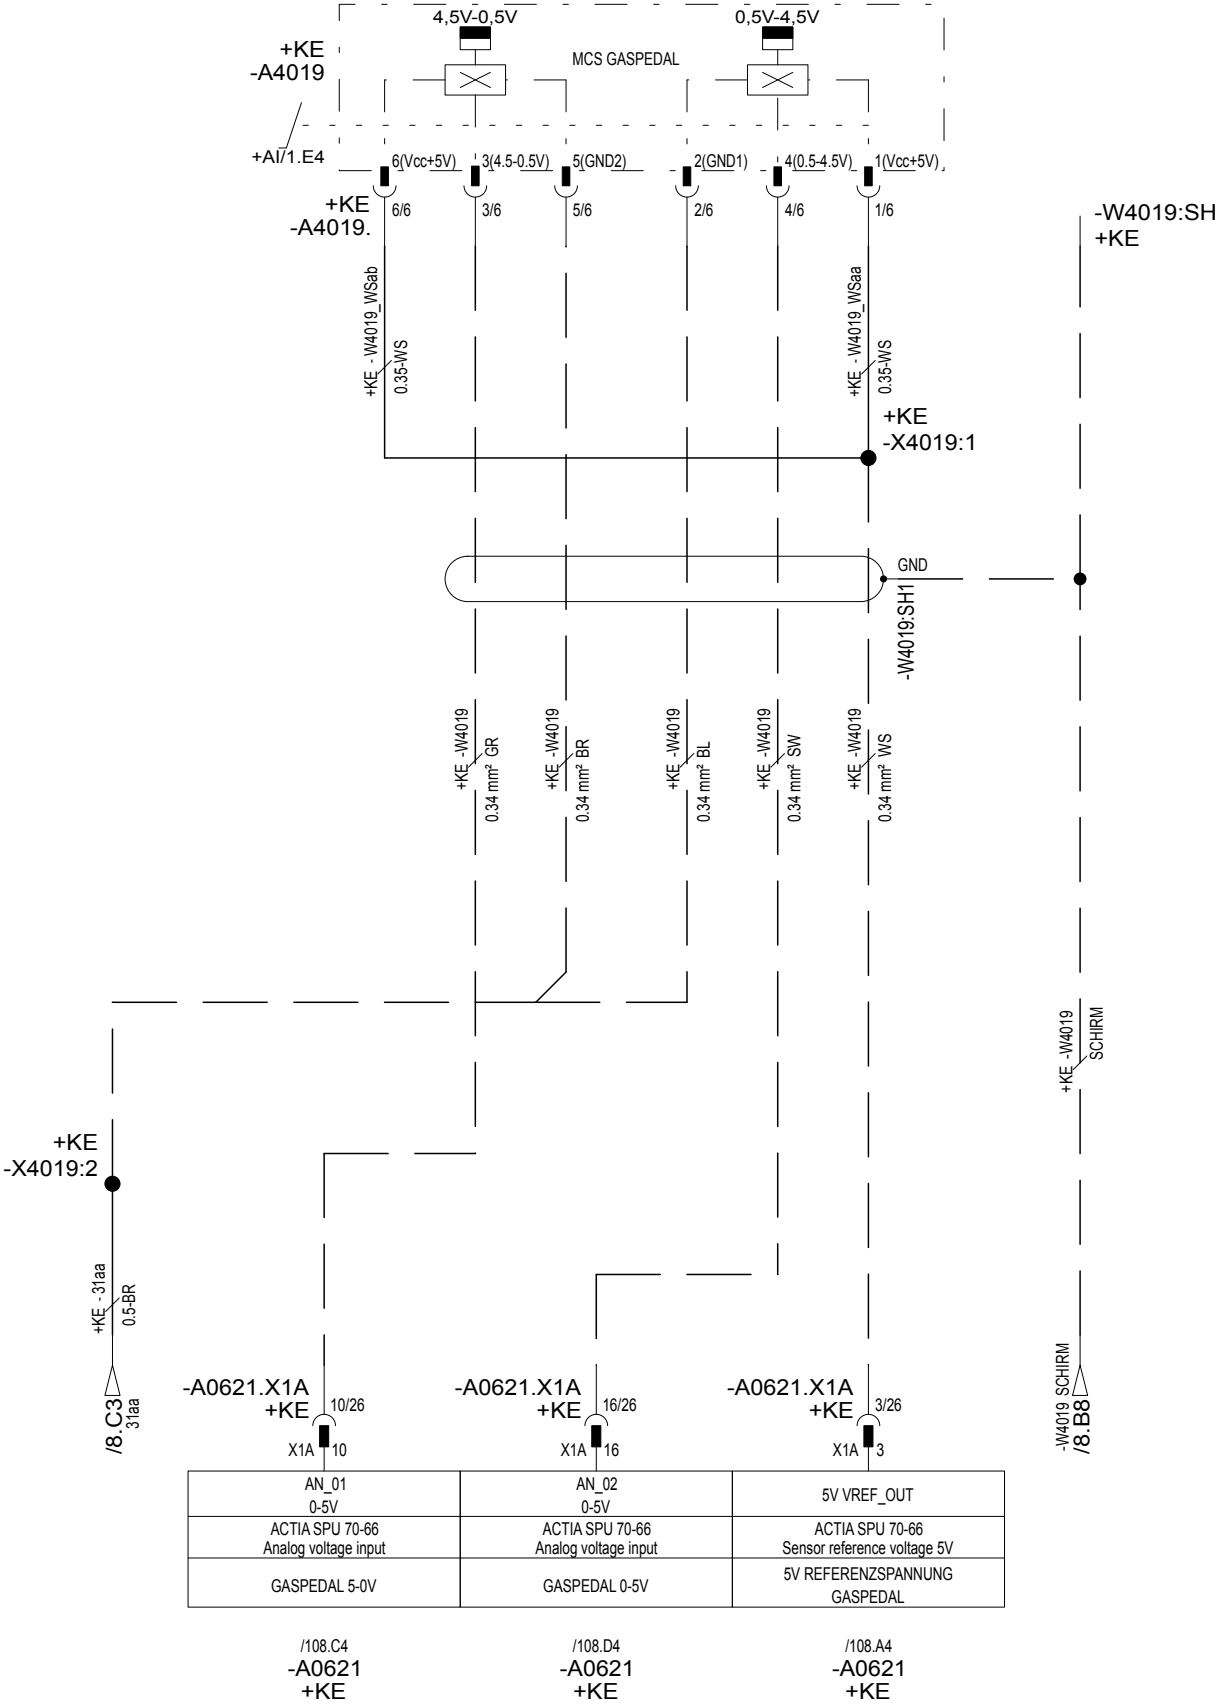 4,5V-0,5V
0,5V-4,5V
MCS GASPEDAL
+KE
-A4019
+AI/1.E4
6(Vcc+5V)
3(4.5-0.5V)
5(GND2)
2(GND1)
4(0.5-4.5V)
1(Vcc+5V)
+KE
-A4019.
6/6
3/6
5/6
2/6
4/6
1/6
-W4019:SH
+KE
+KE - W4019_WSab
0.35-WS
+KE - W4019_WSaa
0.35-WS
+KE
-X4019:1
GND
-W4019:SH1
+KE -W4019
0.34 mm² GR
+KE -W4019
0.34 mm² BR
+KE -W4019
0.34 mm² BL
+KE -W4019
0.34 mm² SW
+KE -W4019
0.34 mm² WS
+KE -W4019
SCHIRM
+KE
-X4019:2
+KE - 31aa
0.5-BR
/8.C3
31aa
-W4019 SCHIRM
/8.B8
-A0621.X1A
+KE
10/26
X1A
10
-A0621.X1A
+KE
16/26
X1A
16
-A0621.X1A
+KE
3/26
X1A
3
AN_01
0-5V
AN_02
0-5V
5V VREF_OUT
ACTIA SPU 70-66
Analog voltage input
ACTIA SPU 70-66
Analog voltage input
ACTIA SPU 70-66
Sensor reference voltage 5V
GASPEDAL 5-0V
GASPEDAL 0-5V
5V REFERENZSPANNUNG
GASPEDAL
/108.C4
-A0621
+KE
/108.D4
-A0621
+KE
/108.A4
-A0621
+KE